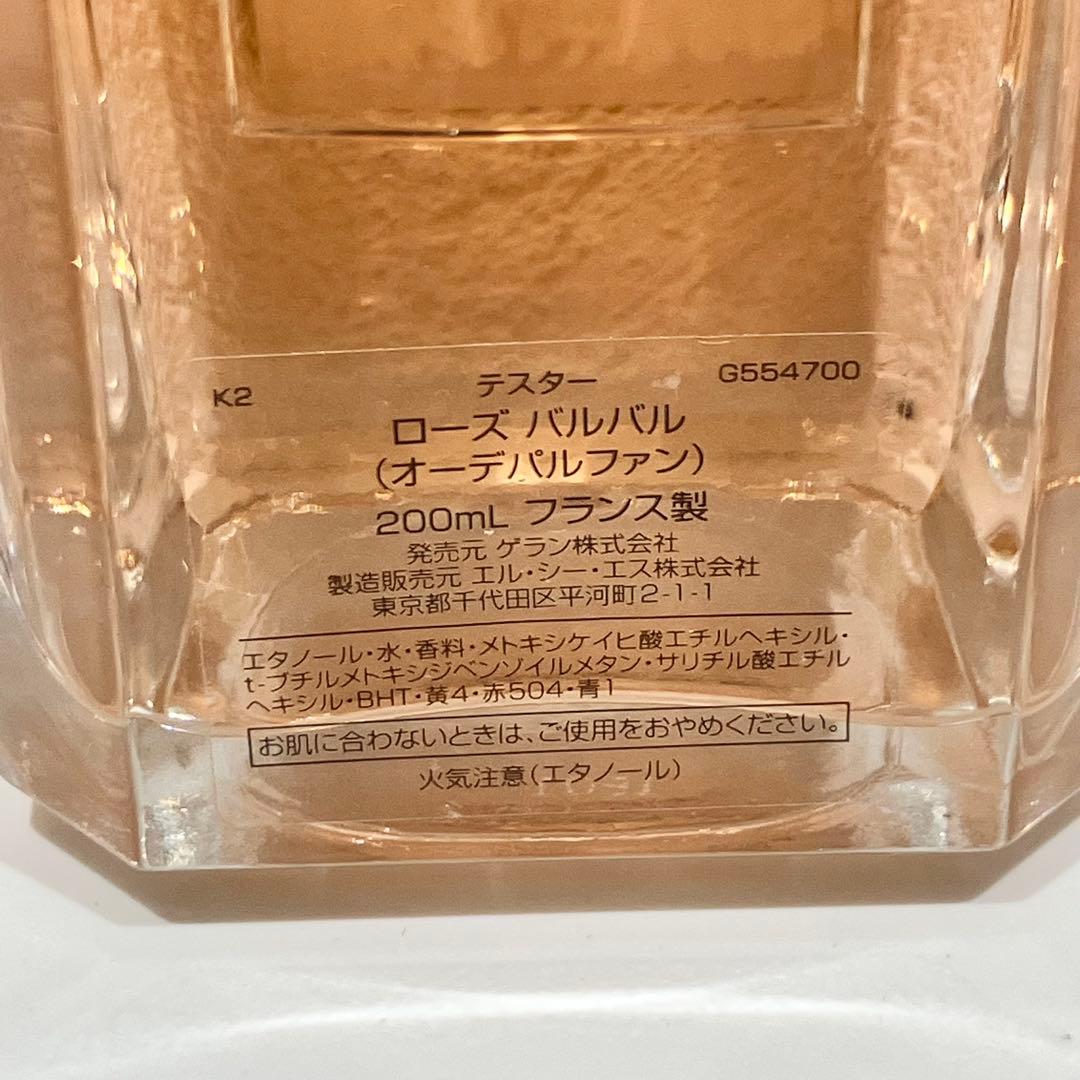 K2 テスター G554700
ローズ バルバル
(オーデパルファン)
200mL フランス製
発売元 ゲラン株式会社
製造販売元 エル・シー・エス株式会社
東京都千代田区平河町2-1-1
エタノール・水・香料・メトキシケイヒ酸エチルヘキシル・
t-ブチルメトキシジベンゾイルメタン・サリチル酸エチル
ヘキシル・BHT・黄4・赤504・青1
お肌に合わないときは、ご使用をおやめください。
火気注意(エタノール)